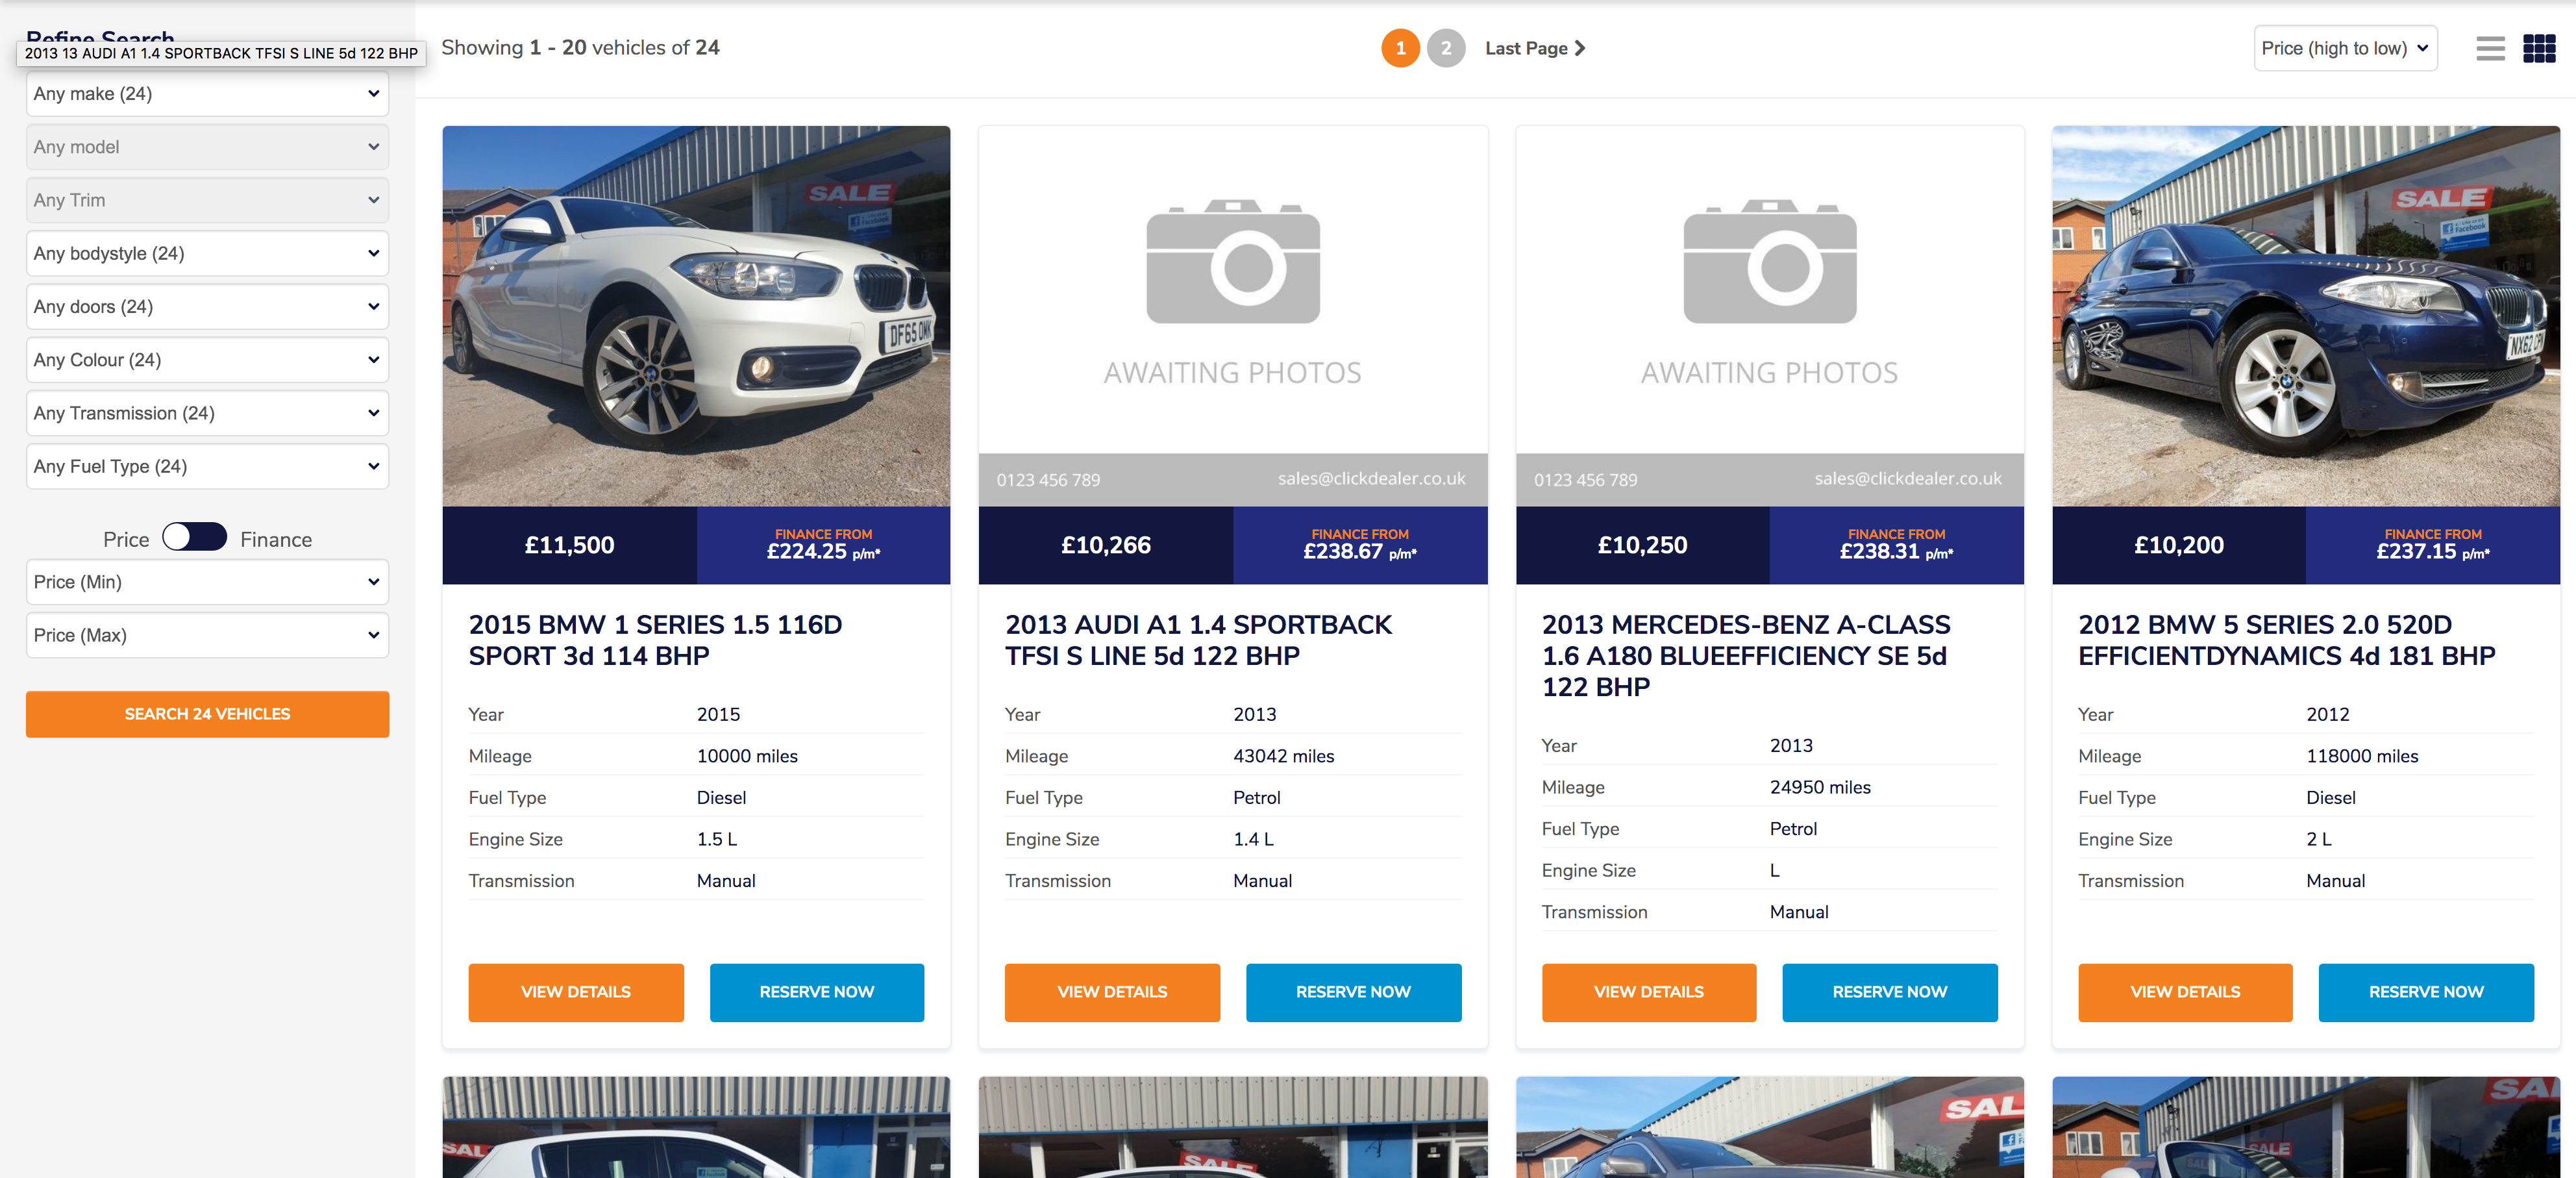 Refine Search
2013 13 AUDI A1 1.4 SPORTBACK TFSI S LINE 5d 122 BHP
Any make (24)
Any model
Any Trim
Any bodystyle (24)
Any doors (24)
Any Colour (24)
Any Transmission (24)
Any Fuel Type (24)
Price Finance
Price (Min)
Price (Max)
SEARCH 24 VEHICLES
Showing 1 - 20 vehicles of 24
1 2 Last Page
Price (high to low)
SALE
Facebook
DF65 OMK
£11,500
FINANCE FROM
£224.25 p/m*
2015 BMW 1 SERIES 1.5 116D
SPORT 3d 114 BHP
Year 2015
Mileage 10000 miles
Fuel Type Diesel
Engine Size 1.5 L
Transmission Manual
VIEW DETAILS RESERVE NOW
AWAITING PHOTOS
0123 456 789 sales@clickdealer.co.uk
£10,266
FINANCE FROM
£238.67 p/m*
2013 AUDI A1 1.4 SPORTBACK
TFSI S LINE 5d 122 BHP
Year 2013
Mileage 43042 miles
Fuel Type Petrol
Engine Size 1.4 L
Transmission Manual
VIEW DETAILS RESERVE NOW
AWAITING PHOTOS
0123 456 789 sales@clickdealer.co.uk
£10,250
FINANCE FROM
£238.31 p/m*
2013 MERCEDES-BENZ A-CLASS
1.6 A180 BLUEEFFICIENCY SE 5d
122 BHP
Year 2013
Mileage 24950 miles
Fuel Type Petrol
Engine Size L
Transmission Manual
VIEW DETAILS RESERVE NOW
SALE
Facebook
£10,200
FINANCE FROM
£237.15 p/m*
2012 BMW 5 SERIES 2.0 520D
EFFICIENTDYNAMICS 4d 181 BHP
Year 2012
Mileage 118000 miles
Fuel Type Diesel
Engine Size 2 L
Transmission Manual
VIEW DETAILS RESERVE NOW
SAL
SALE
SAL
SAL
SALE